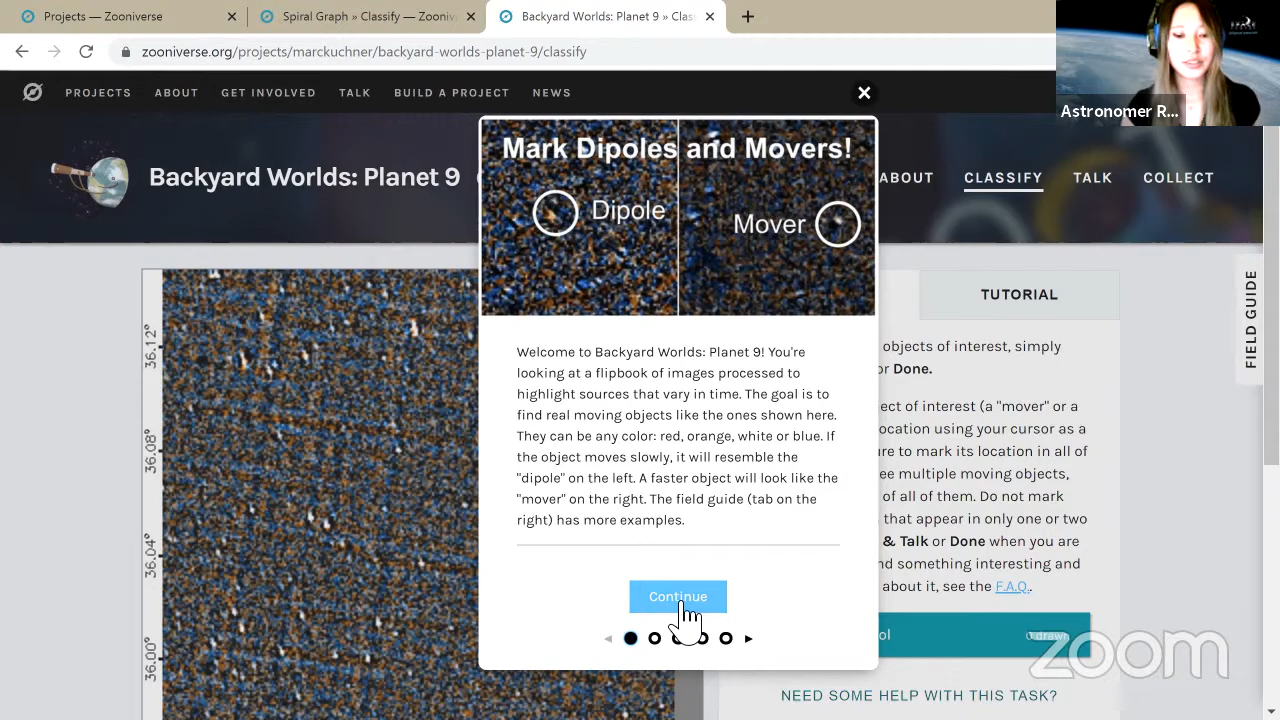 Projects — Zooniverse
Spiral Graph » Classify — Zooniv
Backyard Worlds: Planet 9 » Clas
zooniverse.org/projects/marckuchner/backyard-worlds-planet-9/classify
PROJECTS ABOUT GET INVOLVED TALK BUILD A PROJECT NEWS
Astronomer R...
Backyard Worlds: Planet 9
ABOUT CLASSIFY TALK COLLECT
Mark Dipoles and Movers!
Dipole
Mover
Welcome to Backyard Worlds: Planet 9! You're
looking at a flipbook of images processed to
highlight sources that vary in time. The goal is to
find real moving objects like the ones shown here.
They can be any color: red, orange, white or blue. If
the object moves slowly, it will resemble the
"dipole" on the left. A faster object will look like the
"mover" on the right. The field guide (tab on the
right) has more examples.
Continue
36.12°
36.08°
36.04°
36.00°
TUTORIAL
objects of interest, simply
or Done.
ect of interest (a "mover" or a
ocation using your cursor as a
ure to mark its location in all of
ee multiple moving objects,
of all of them. Do not mark
s that appear in only one or two
& Talk or Done when you are
nd something interesting and
about it, see the F.A.Q..
ol
0 drawn
NEED SOME HELP WITH THIS TASK?
FIELD GUIDE
zoom